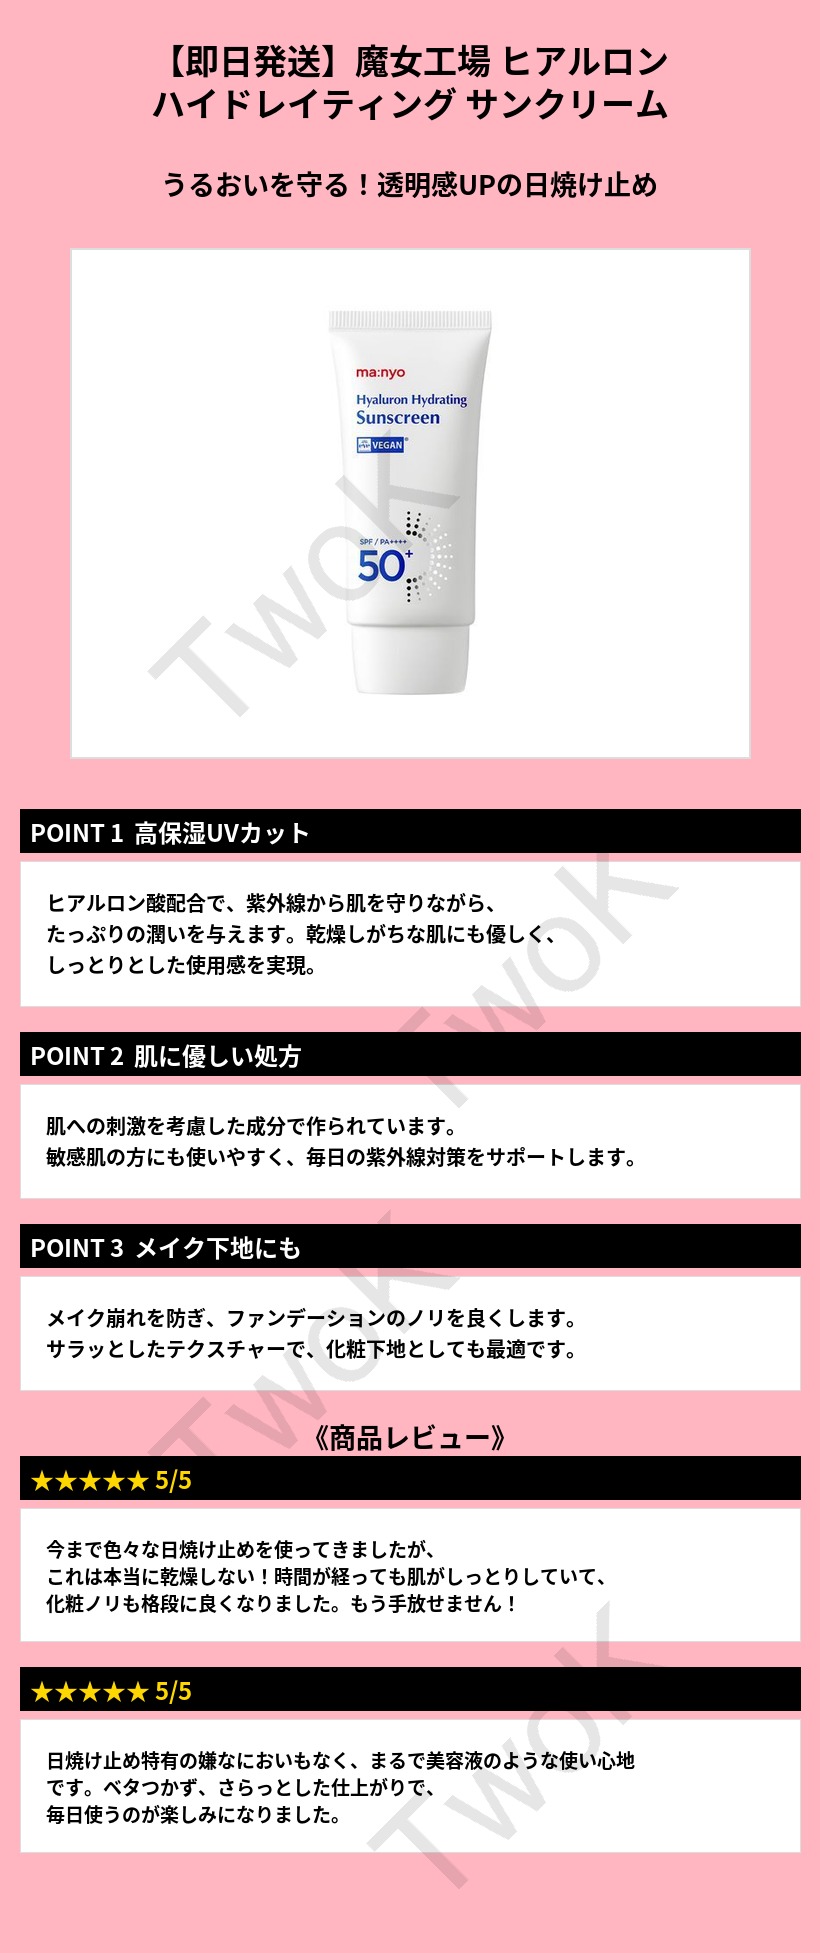 【即日発送】魔女工場 ヒアルロン
ハイドレイティング サンクリーム
うるおいを守る！透明感UPの日焼け止め
ma:nyo
Hyaluron Hydrating
Sunscreen
VEGAN
SPF / PA++++
50+
TwoK
POINT 1 高保湿UVカット
ヒアルロン酸配合で、紫外線から肌を守りながら、
たっぷりの潤いを与えます。乾燥しがちな肌にも優しく、
しっとりとした使用感を実現。
TwoK
POINT 2 肌に優しい処方
肌への刺激を考慮した成分で作られています。
敏感肌の方にも使いやすく、毎日の紫外線対策をサポートします。
POINT 3 メイク下地にも
メイク崩れを防ぎ、ファンデーションのノリを良くします。
サラッとしたテクスチャーで、化粧下地としても最適です。
TwoK
《商品レビュー》
★★★★★ 5/5
今まで色々な日焼け止めを使ってきましたが、
これは本当に乾燥しない！時間が経っても肌がしっとりしていて、
化粧ノリも格段に良くなりました。もう手放せません！
★★★★★ 5/5
日焼け止め特有の嫌なにおいもなく、まるで美容液のような使い心地
です。ベタつかず、さらっとした仕上がりで、
毎日使うのが楽しみになりました。
TwoK